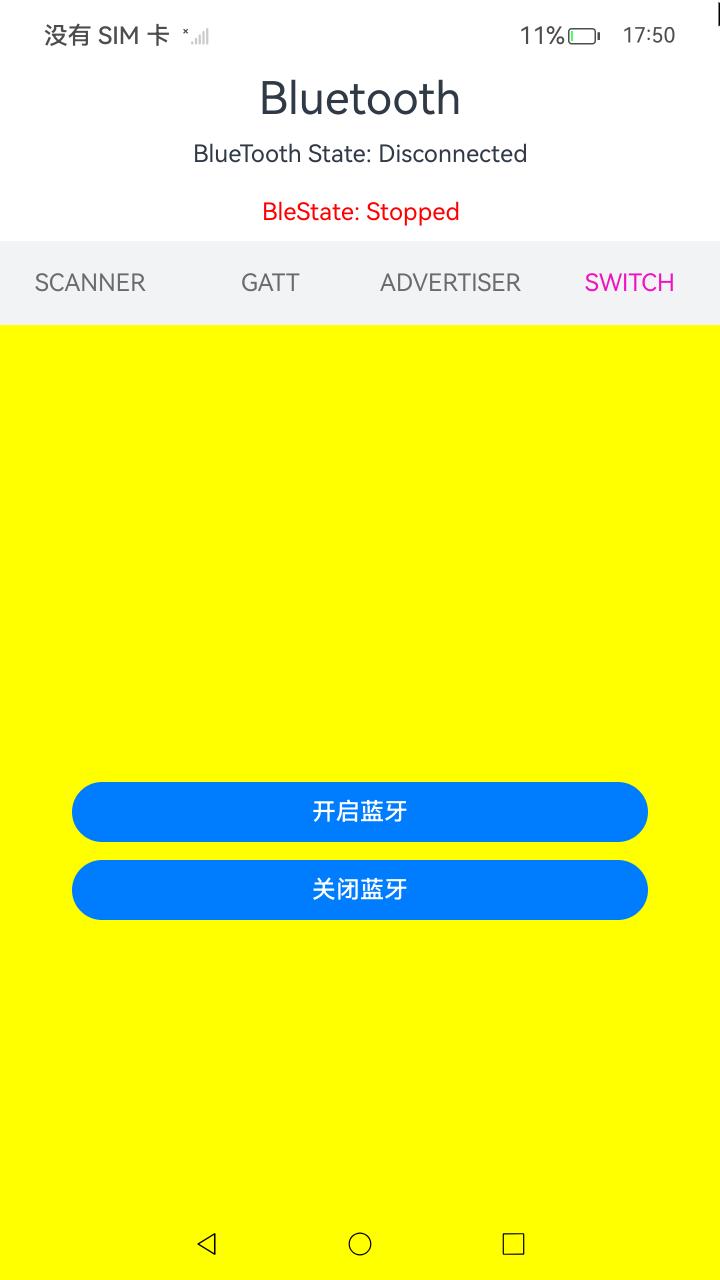 没有 SIM 卡 11% 17:50
Bluetooth
BlueTooth State: Disconnected
BleState: Stopped
SCANNER GATT ADVERTISER SWITCH
开启蓝牙
关闭蓝牙